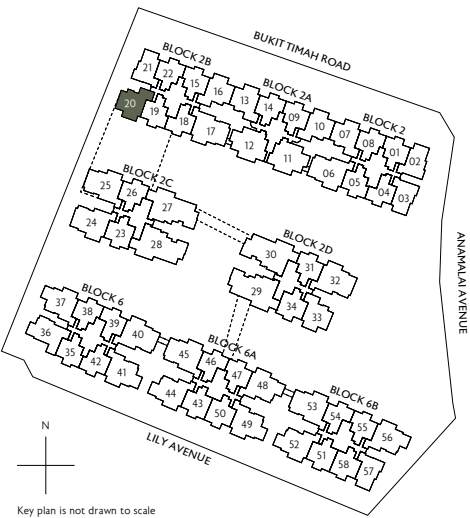 BUKIT TIMAH ROAD
BLOCK 2B
21 22 15 16 13 14 09 10 07 08 01 02
BLOCK 2A
BLOCK 2
20 19 18 17 12 11 06 05 04 03
BLOCK 2C
25 26 27
24 23 28
BLOCK 2D
30 31 32
29 34 33
ANAMALAI AVENUE
BLOCK 6
37 38 39 40
36 35 42 41
BLOCK 6A
45 46 47 48
44 43 50 49
BLOCK 6B
53 54 55 56
52 51 58 57
LILY AVENUE
N
Key plan is not drawn to scale